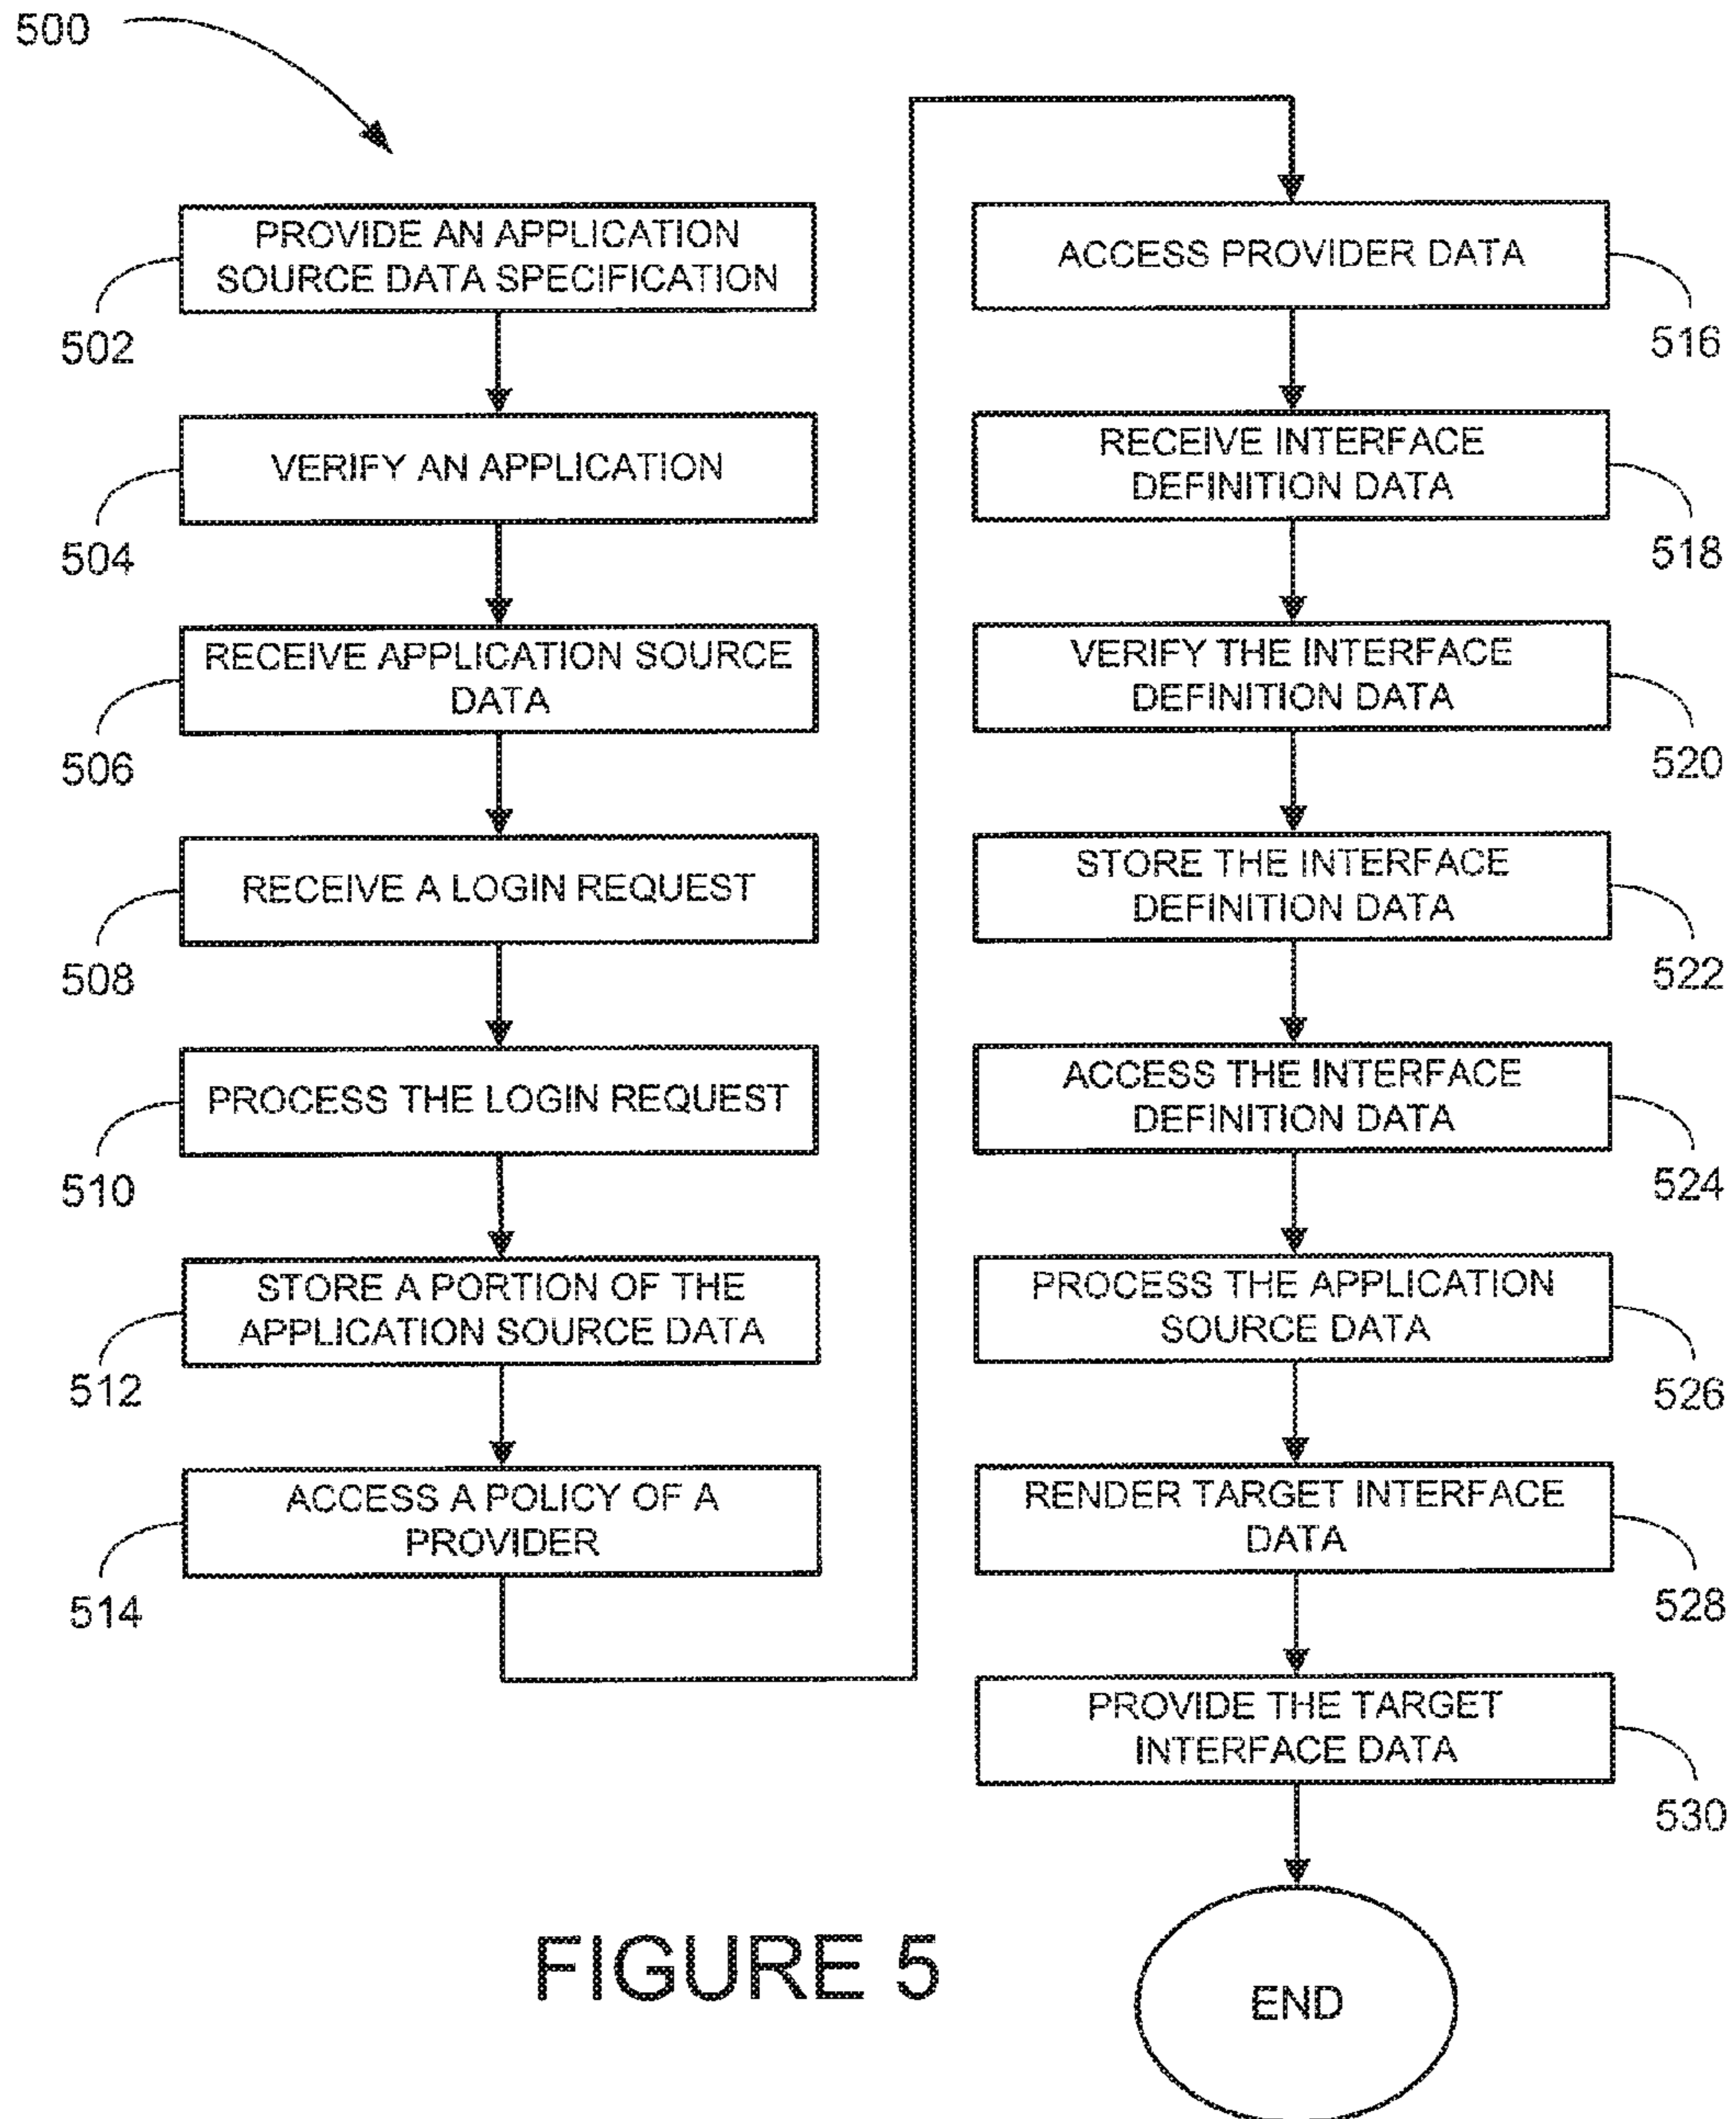 500
PROVIDE AN APPLICATION
SOURCE DATA SPECIFICATION
502
VERIFY AN APPLICATION
504
RECEIVE APPLICATION SOURCE
DATA
506
RECEIVE A LOGIN REQUEST
508
PROCESS THE LOGIN REQUEST
510
STORE A PORTION OF THE
APPLICATION SOURCE DATA
512
ACCESS A POLICY OF A
PROVIDER
514
ACCESS PROVIDER DATA
516
RECEIVE INTERFACE
DEFINITION DATA
518
VERIFY THE INTERFACE
DEFINITION DATA
520
STORE THE INTERFACE
DEFINITION DATA
522
ACCESS THE INTERFACE
DEFINITION DATA
524
PROCESS THE APPLICATION
SOURCE DATA
526
RENDER TARGET INTERFACE
DATA
528
PROVIDE THE TARGET
INTERFACE DATA
530
END
FIGURE 5